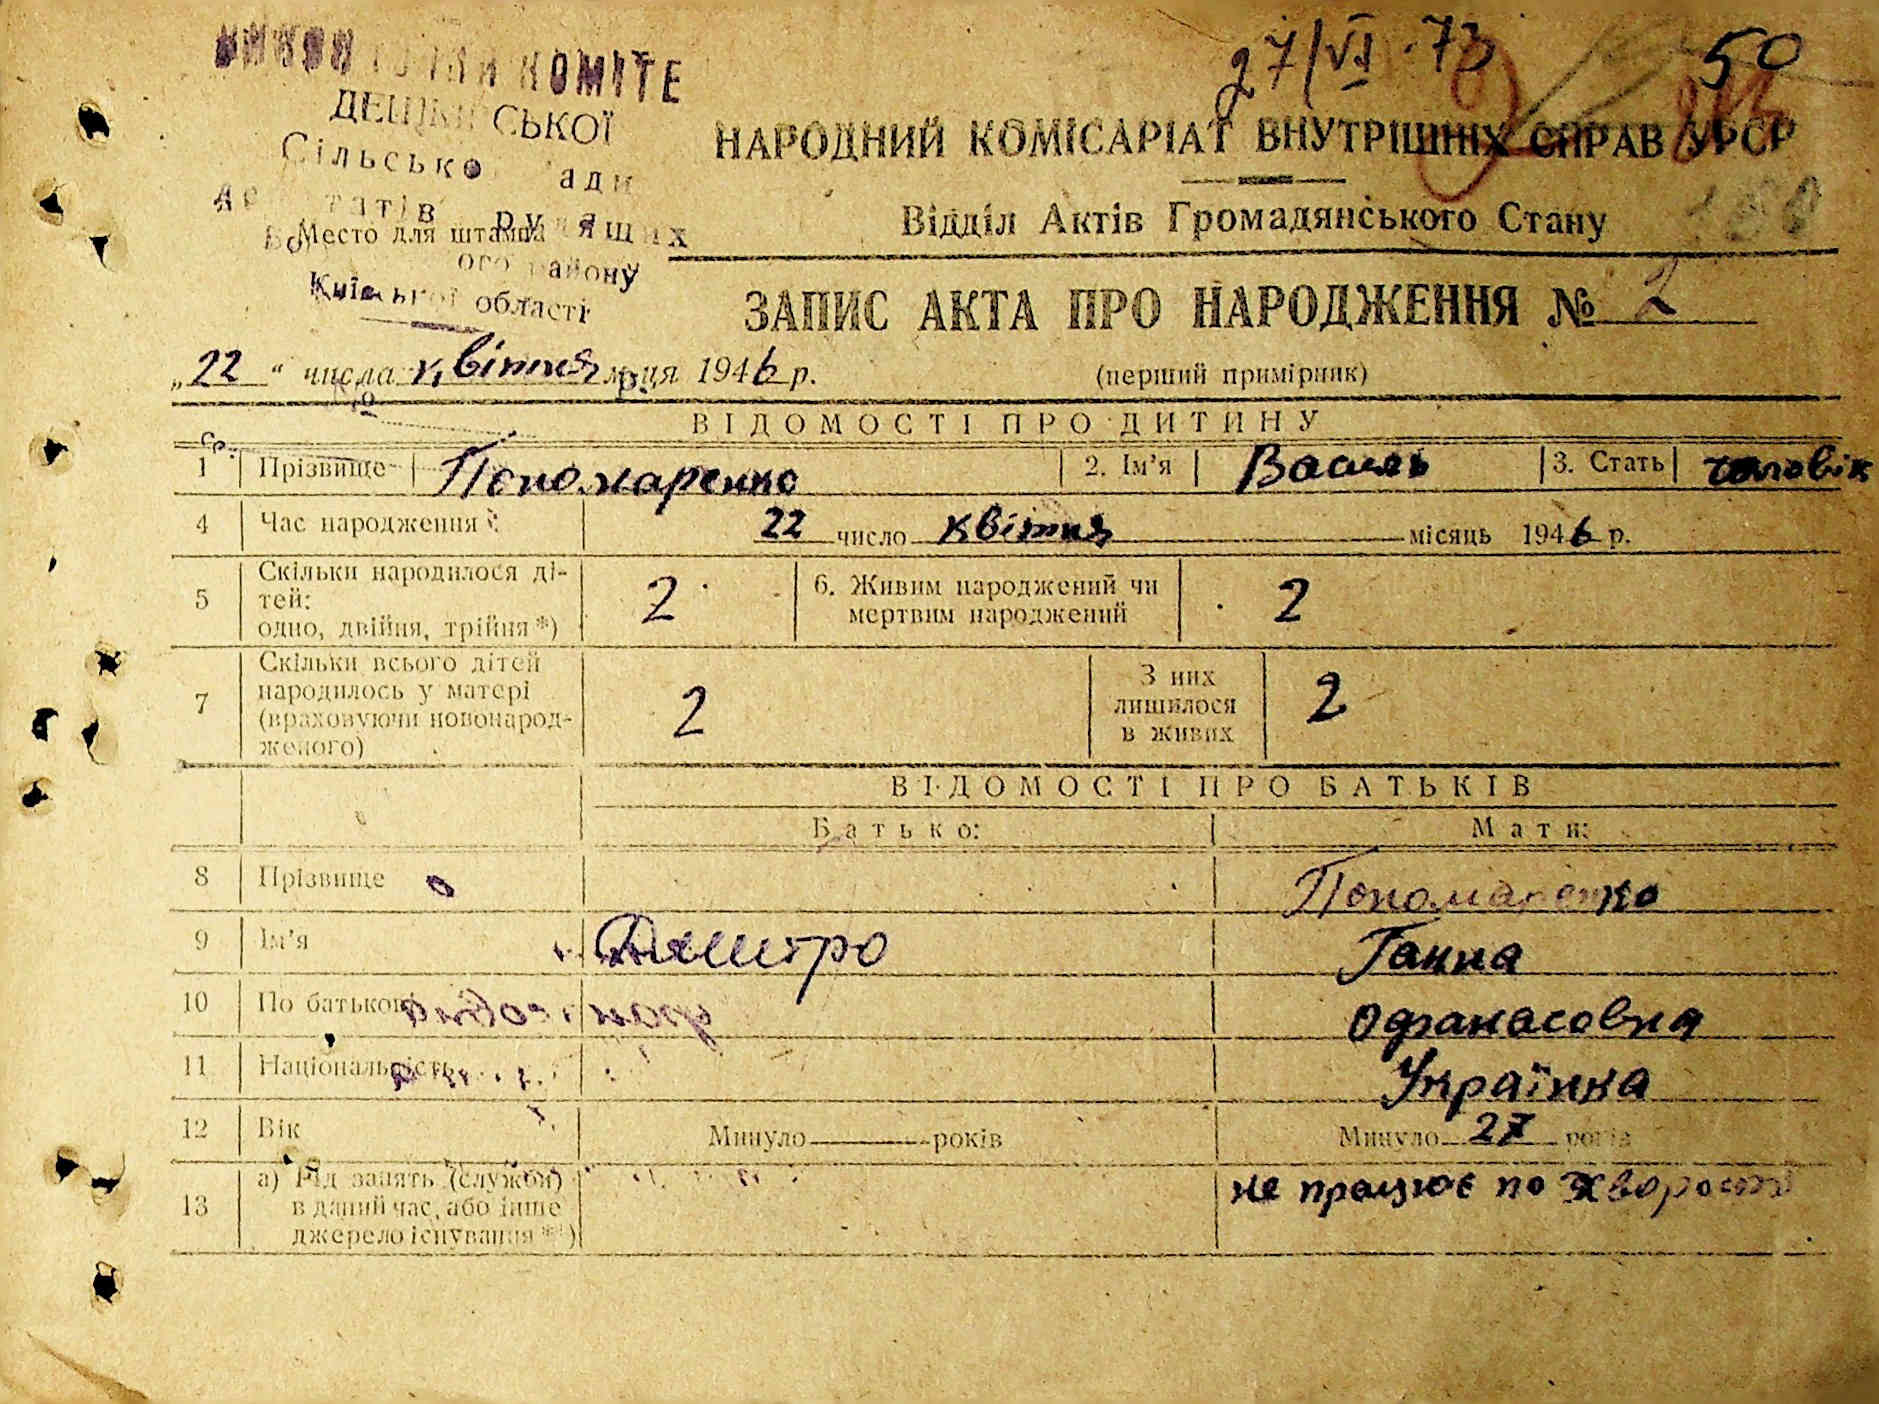 27/VI.73 50
КОМІТЕ
СЬКОЇ
НАРОДНИЙ КОМІСАРІАТ ВНУТРІШНІХ СПРАВ УРСР
Відділ Актів Громадянського Стану
Место для штампа
області
ЗАПИС АКТА ПРО НАРОДЖЕННЯ № 2
„22“ числа квітня м-ця 1946 р. (перший примірник)
ВІДОМОСТІ ПРО ДИТИНУ
1 Прізвище Пономаренко 2. Ім’я Василь 3. Стать чоловік
4 Час народження 22 число квітня місяць 1946 р.
5 Скільки народилося ді-
тей:
одно, двійня, трійня *) 2 6. Живим народжений чи
мертвим народжений 2
7 Скільки всього дітей
народилось у матері
(враховуючи новонарод-
женого) 2 З них
лишилося
в живих 2
ВІДОМОСТІ ПРО БАТЬКІВ
Батько: Мати:
8 Прізвище Пономаренко
9 Ім’я Дмитро Ганна
10 По батькові Офанасовна
11 Національність Українка
12 Вік Минуло років Минуло 27 років
13 а) Рід занять (служби)
в даний час, або інше
джерело існування **) не працює по хворости